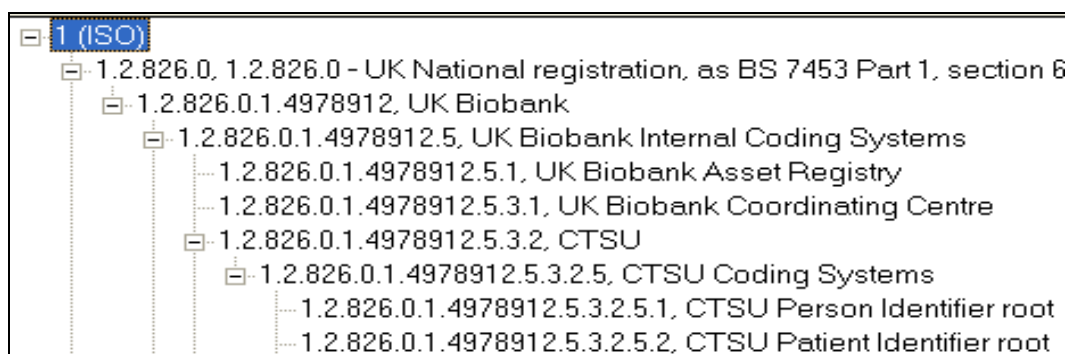 1 (ISO)
1.2.826.0, 1.2.826.0 - UK National registration, as BS 7453 Part 1, section 6
1.2.826.0.1.4978912, UK Biobank
1.2.826.0.1.4978912.5, UK Biobank Internal Coding Systems
1.2.826.0.1.4978912.5.1, UK Biobank Asset Registry
1.2.826.0.1.4978912.5.3.1, UK Biobank Coordinating Centre
1.2.826.0.1.4978912.5.3.2, CTSU
1.2.826.0.1.4978912.5.3.2.5, CTSU Coding Systems
1.2.826.0.1.4978912.5.3.2.5.1, CTSU Person Identifier root
1.2.826.0.1.4978912.5.3.2.5.2, CTSU Patient Identifier root